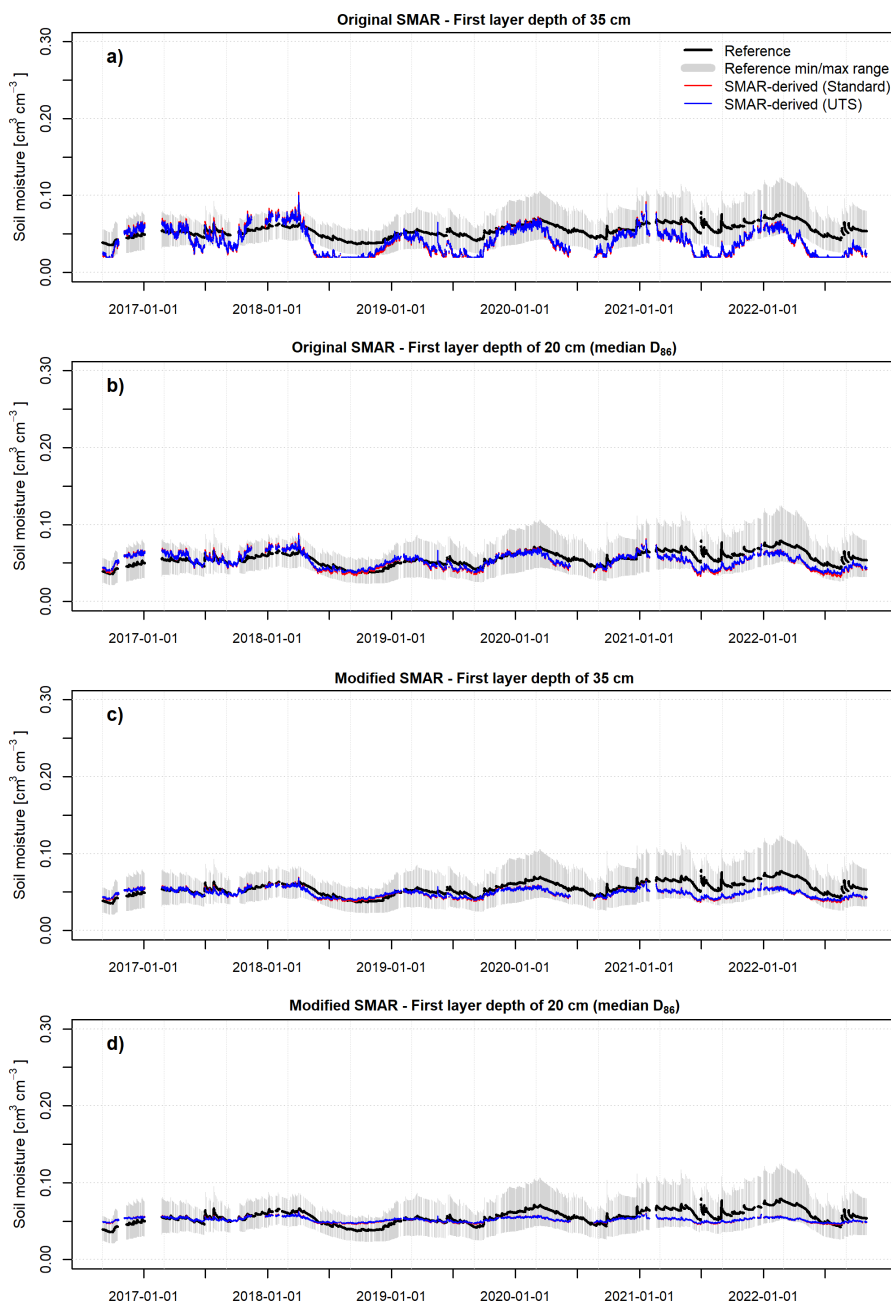 Original SMAR - First layer depth of 35 cm
a)
Reference
Reference min/max range
SMAR-derived (Standard)
SMAR-derived (UTS)
Soil moisture [cm³ cm⁻³ ]
0.30
0.20
0.10
0.00
2017-01-01 2018-01-01 2019-01-01 2020-01-01 2021-01-01 2022-01-01
Original SMAR - First layer depth of 20 cm (median D₈₆)
b)
Soil moisture [cm³ cm⁻³ ]
0.30
0.20
0.10
0.00
2017-01-01 2018-01-01 2019-01-01 2020-01-01 2021-01-01 2022-01-01
Modified SMAR - First layer depth of 35 cm
c)
Soil moisture [cm³ cm⁻³ ]
0.30
0.20
0.10
0.00
2017-01-01 2018-01-01 2019-01-01 2020-01-01 2021-01-01 2022-01-01
Modified SMAR - First layer depth of 20 cm (median D₈₆)
d)
Soil moisture [cm³ cm⁻³ ]
0.30
0.20
0.10
0.00
2017-01-01 2018-01-01 2019-01-01 2020-01-01 2021-01-01 2022-01-01